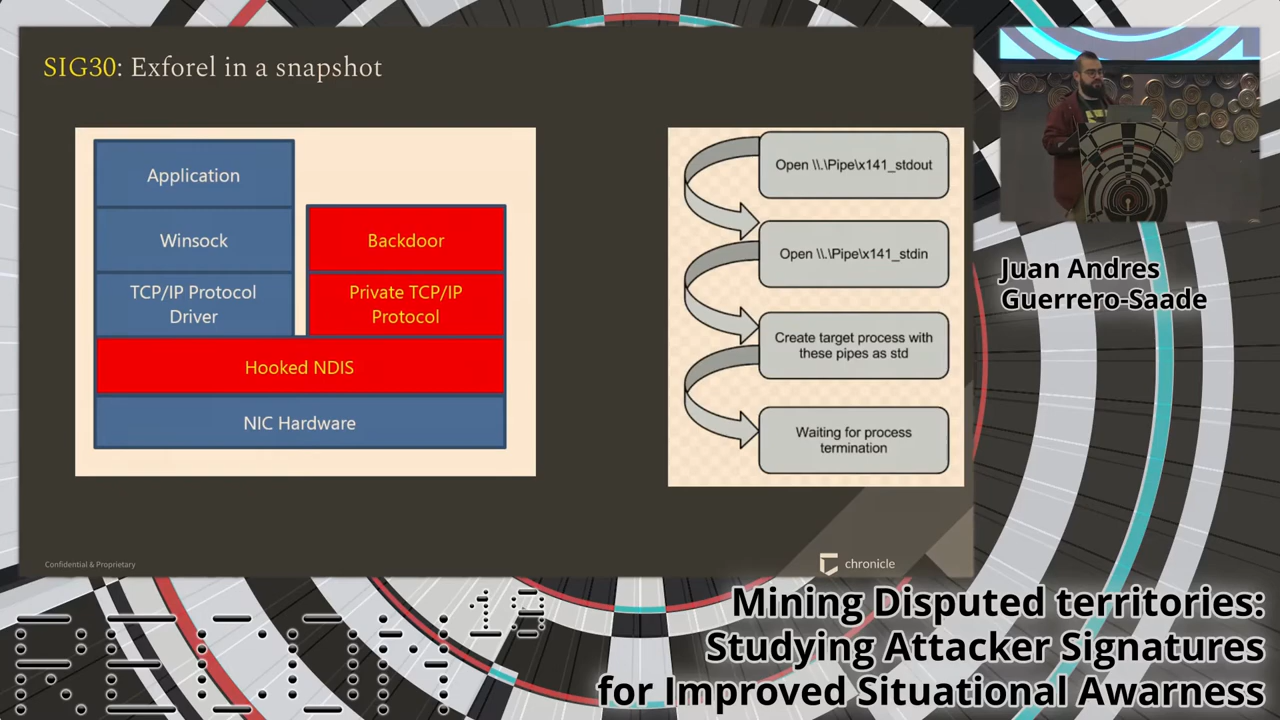 SIG30: Exforel in a snapshot
Application
Winsock
TCP/IP Protocol
Driver
Backdoor
Private TCP/IP
Protocol
Hooked NDIS
NIC Hardware
Open \\.\Pipe\x141_stdout
Open \\.\Pipe\x141_stdin
Create target process with
these pipes as std
Waiting for process
termination
Confidential & Proprietary
chronicle
Juan Andres
Guerrero-Saade
RECON 18
Mining Disputed territories:
Studying Attacker Signatures
for Improved Situational Awarness